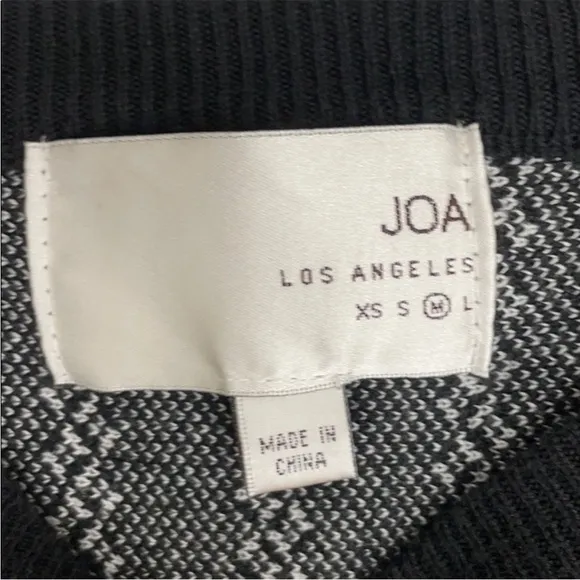 JOA
LOS ANGELES
XS S M L
MADE IN
CHINA